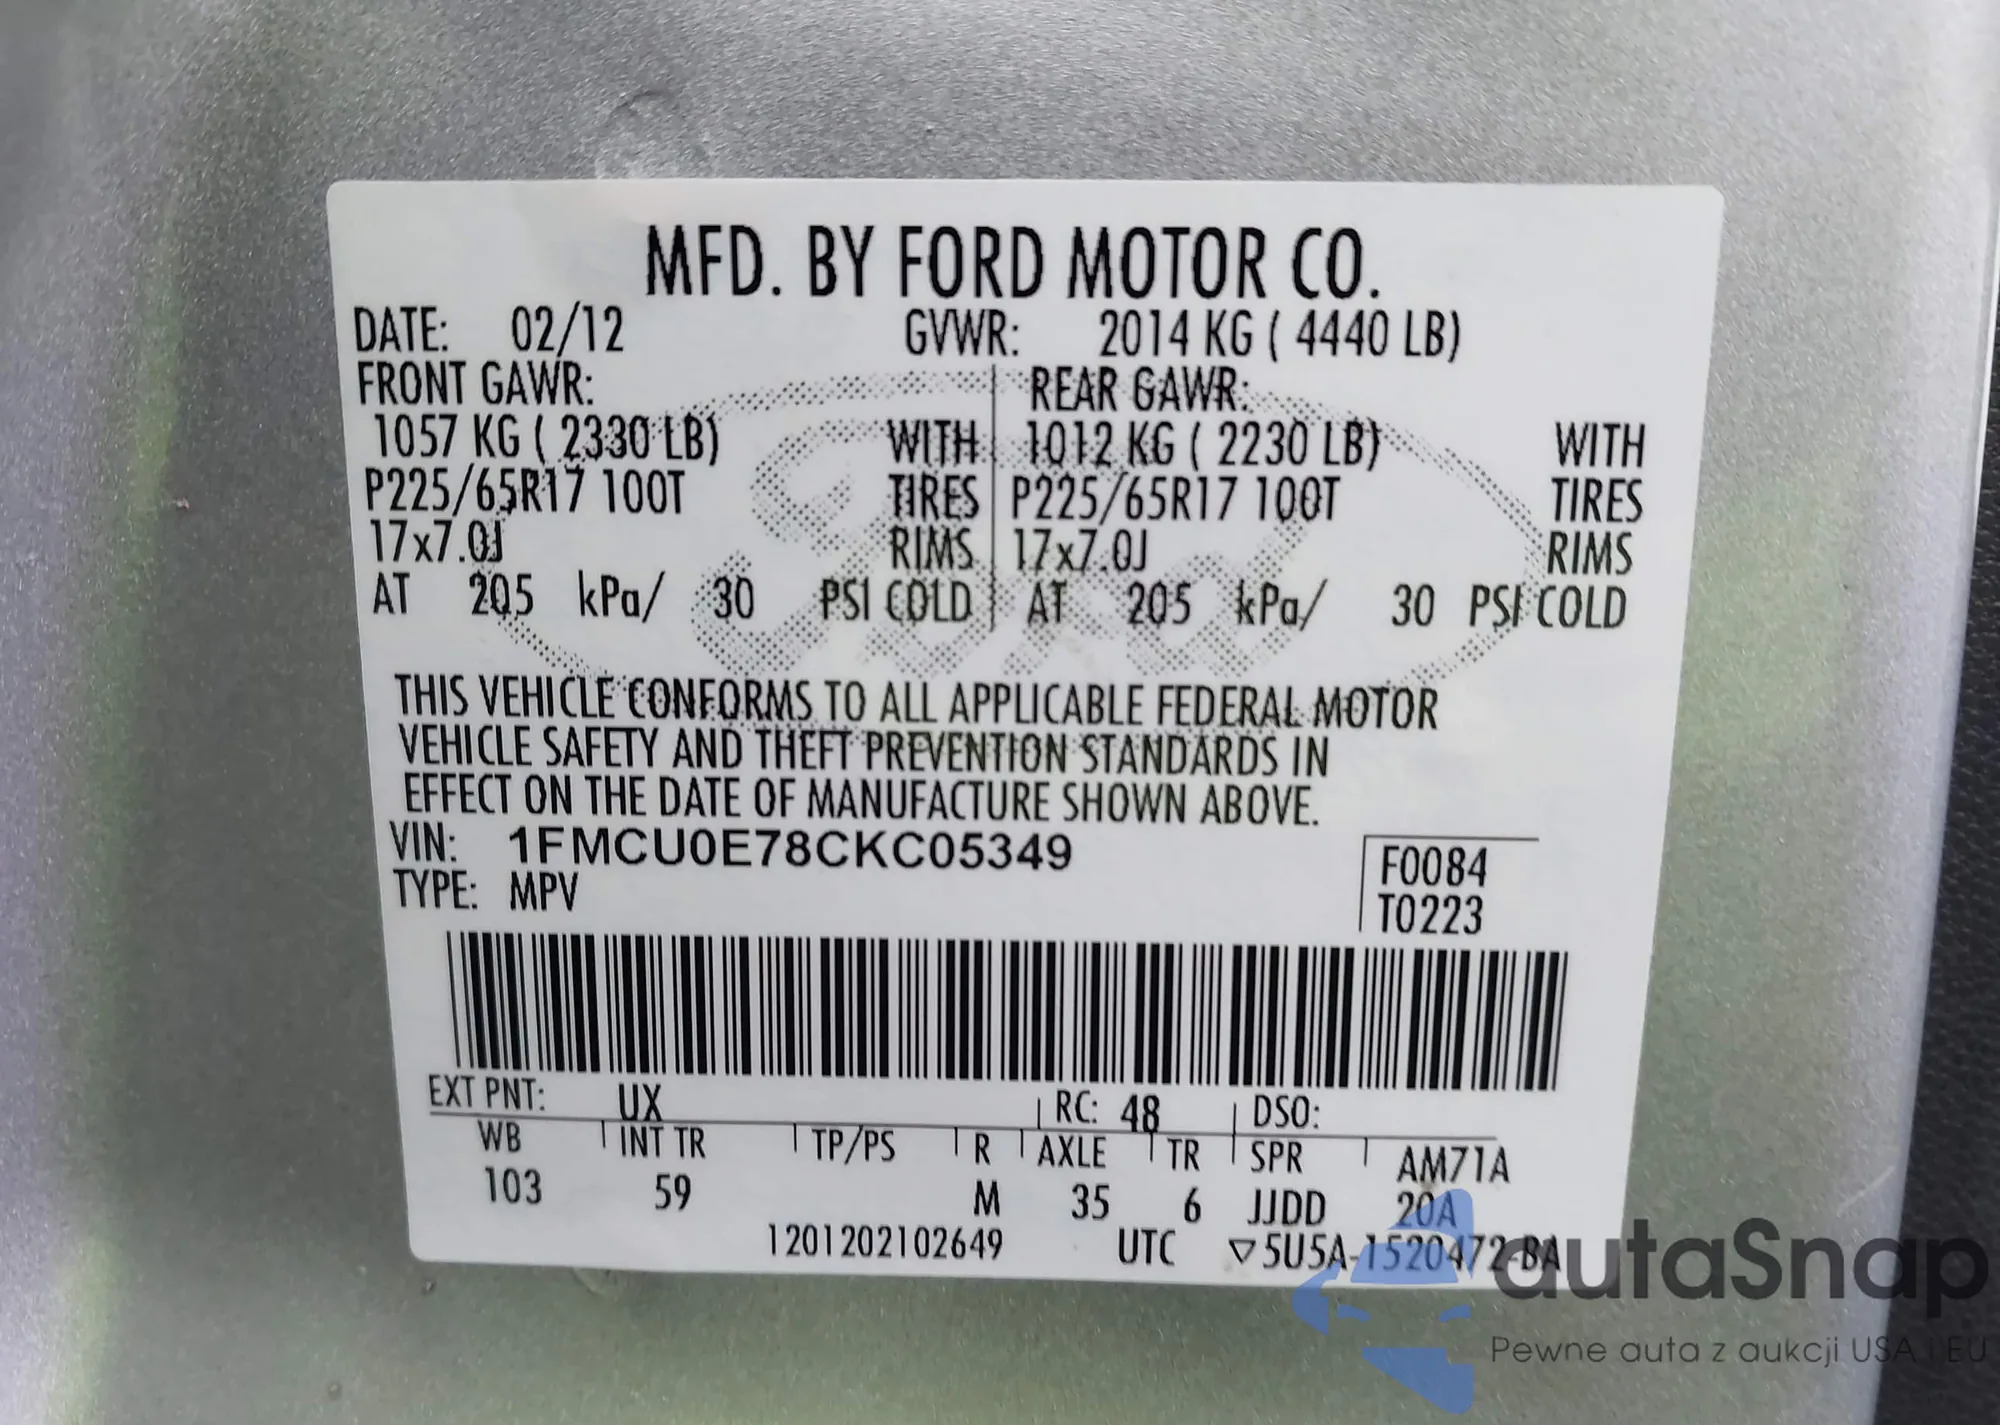 MFD. BY FORD MOTOR CO.
DATE: 02/12 GVWR: 2014 KG ( 4440 LB)
FRONT GAWR: REAR GAWR:
1057 KG ( 2330 LB) WITH 1012 KG ( 2230 LB) WITH
P225/65R17 100T TIRES P225/65R17 100T TIRES
17x7.0J RIMS 17x7.0J RIMS
AT 205 kPa/ 30 PSI COLD AT 205 kPa/ 30 PSI COLD
Ford
THIS VEHICLE CONFORMS TO ALL APPLICABLE FEDERAL MOTOR
VEHICLE SAFETY AND THEFT PREVENTION STANDARDS IN
EFFECT ON THE DATE OF MANUFACTURE SHOWN ABOVE.
VIN: 1FMCU0E78CKC05349 F0084
TYPE: MPV T0223
EXT PNT: UX RC: 48 DSO:
WB INT TR TP/PS R AXLE TR SPR AM71A
103 59 M 35 6 JJDD 20A
1201202102649 UTC ▽5U5A-1520472-BA
autaSnap
Pewne auta z aukcji USA i EU